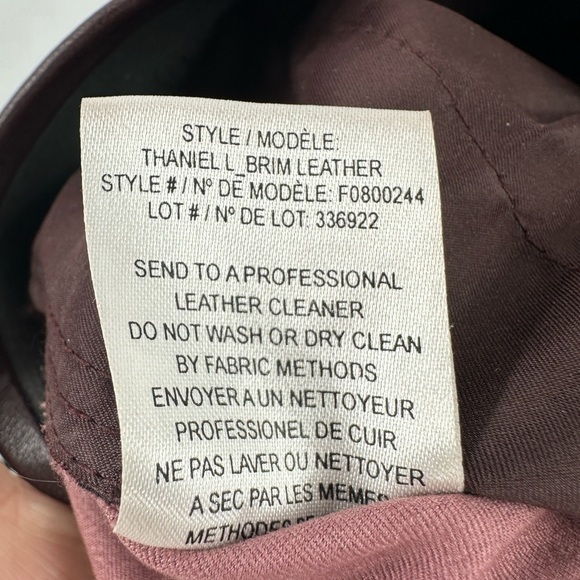 STYLE / MODÈLE:
THANIEL L_BRIM LEATHER
STYLE # / Nº DE MODÈLE: F0800244
LOT # / Nº DE LOT: 336922
SEND TO A PROFESSIONAL
LEATHER CLEANER
DO NOT WASH OR DRY CLEAN
BY FABRIC METHODS
ENVOYER A UN NETTOYEUR
PROFESSIONEL DE CUIR
NE PAS LAVER OU NETTOYER
A SEC PAR LES MEMES
METHODES